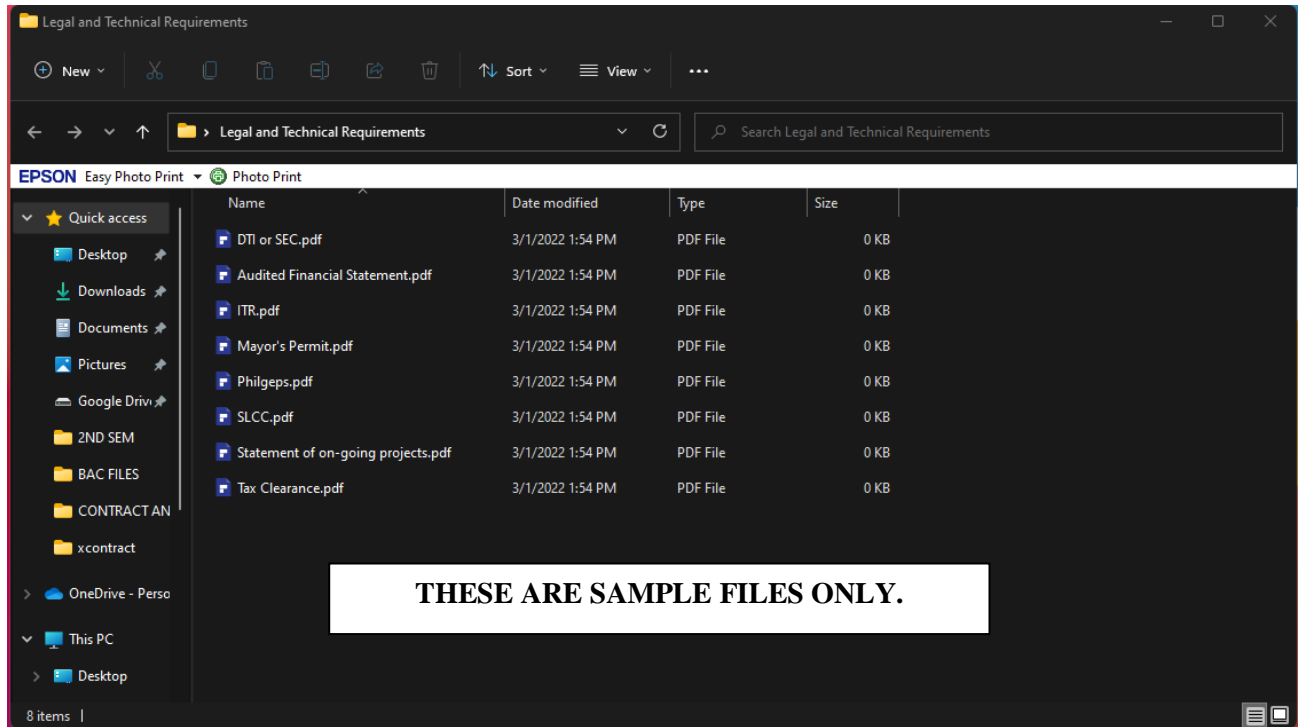 Legal and Technical Requirements
New Sort View
Legal and Technical Requirements Search Legal and Technical Requirements
EPSON Easy Photo Print Photo Print
Name Date modified Type Size
Quick access
Desktop
Downloads
Documents
Pictures
Google Driv
2ND SEM
BAC FILES
CONTRACT AN
xcontract
OneDrive - Perso
This PC
Desktop
DTI or SEC.pdf 3/1/2022 1:54 PM PDF File 0 KB
Audited Financial Statement.pdf 3/1/2022 1:54 PM PDF File 0 KB
ITR.pdf 3/1/2022 1:54 PM PDF File 0 KB
Mayor's Permit.pdf 3/1/2022 1:54 PM PDF File 0 KB
Philgeps.pdf 3/1/2022 1:54 PM PDF File 0 KB
SLCC.pdf 3/1/2022 1:54 PM PDF File 0 KB
Statement of on-going projects.pdf 3/1/2022 1:54 PM PDF File 0 KB
Tax Clearance.pdf 3/1/2022 1:54 PM PDF File 0 KB
THESE ARE SAMPLE FILES ONLY.
8 items